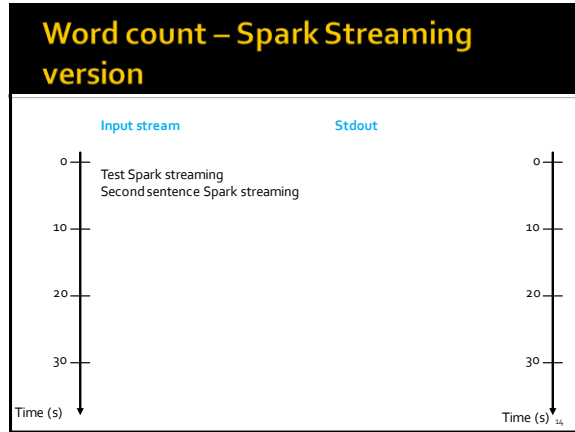 Word count – Spark Streaming
version
Input stream
Stdout
0
Test Spark streaming
Second sentence Spark streaming
10
20
30
Time (s)
0
10
20
30
Time (s)
14